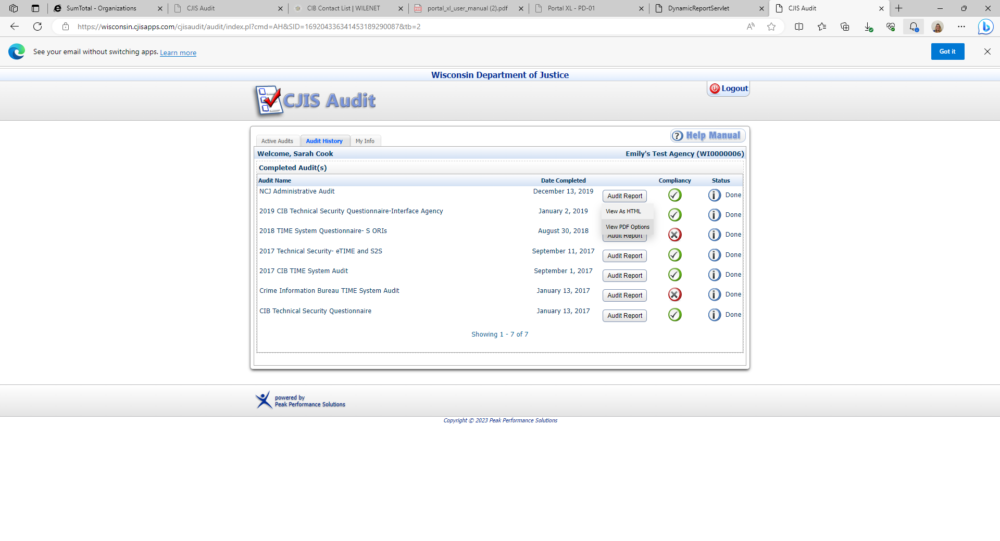 SumTotal - Organizations
CJIS Audit
CIB Contact List | WILENET
portal_xl_user_manual (2).pdf
Portal XL - PD-01
DynamicReportServlet
CJIS Audit
https://wisconsin.cjisapps.com/cjisaudit/audit/index.pl?cmd=AH&SID=169204336341453189290087&tb=2
See your email without switching apps. Learn more
Got it
Wisconsin Department of Justice
CJIS Audit
Logout
Help Manual
Active Audits
Audit History
My Info
Welcome, Sarah Cook
Emily's Test Agency (WI0000006)
Completed Audit(s)
Audit Name Date Completed Compliancy Status
NCJ Administrative Audit December 13, 2019 Audit Report Done
View As HTML
2019 CIB Technical Security Questionnaire-Interface Agency January 2, 2019 Done
View PDF Options
2018 TIME System Questionnaire- S ORIs August 30, 2018 Audit Report Done
2017 Technical Security- eTIME and S2S September 11, 2017 Audit Report Done
2017 CIB TIME System Audit September 1, 2017 Audit Report Done
Crime Information Bureau TIME System Audit January 13, 2017 Audit Report Done
CIB Technical Security Questionnaire January 13, 2017 Audit Report Done
Showing 1 - 7 of 7
powered by
Peak Performance Solutions
Copyright © 2023 Peak Performance Solutions